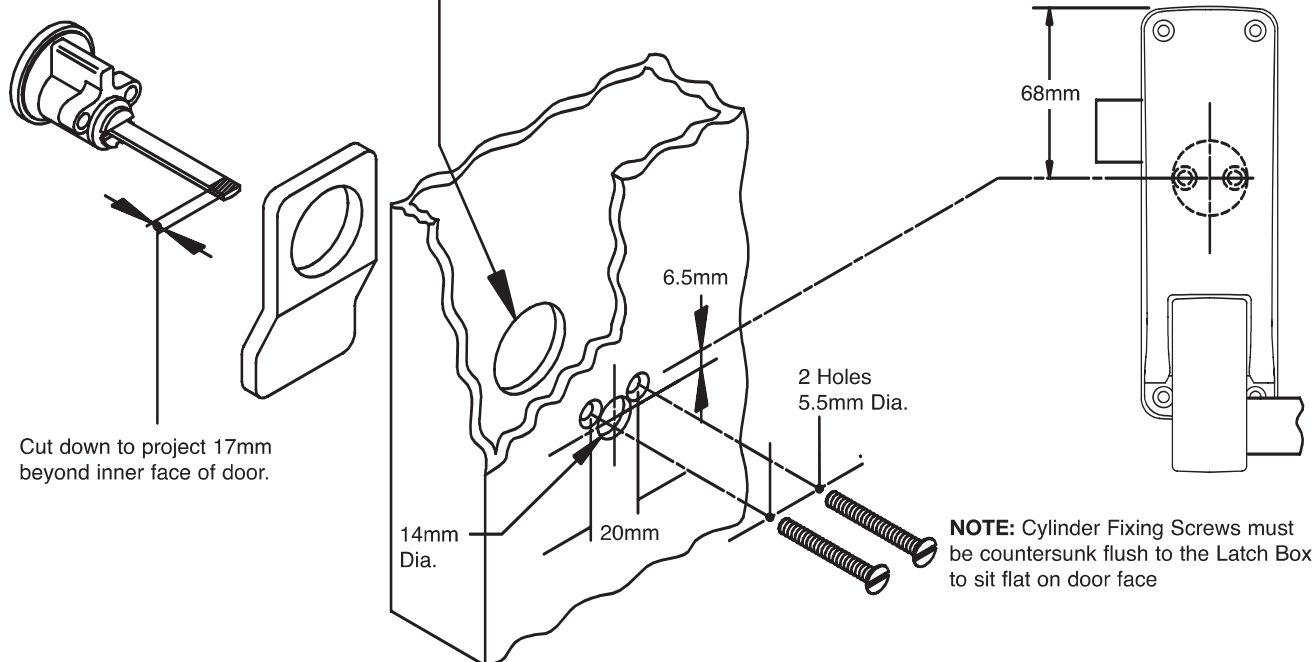 68mm
6.5mm
2 Holes
5.5mm Dia.
Cut down to project 17mm
beyond inner face of door.
14mm
Dia.
20mm
NOTE: Cylinder Fixing Screws must
be countersunk flush to the Latch Box
to sit flat on door face